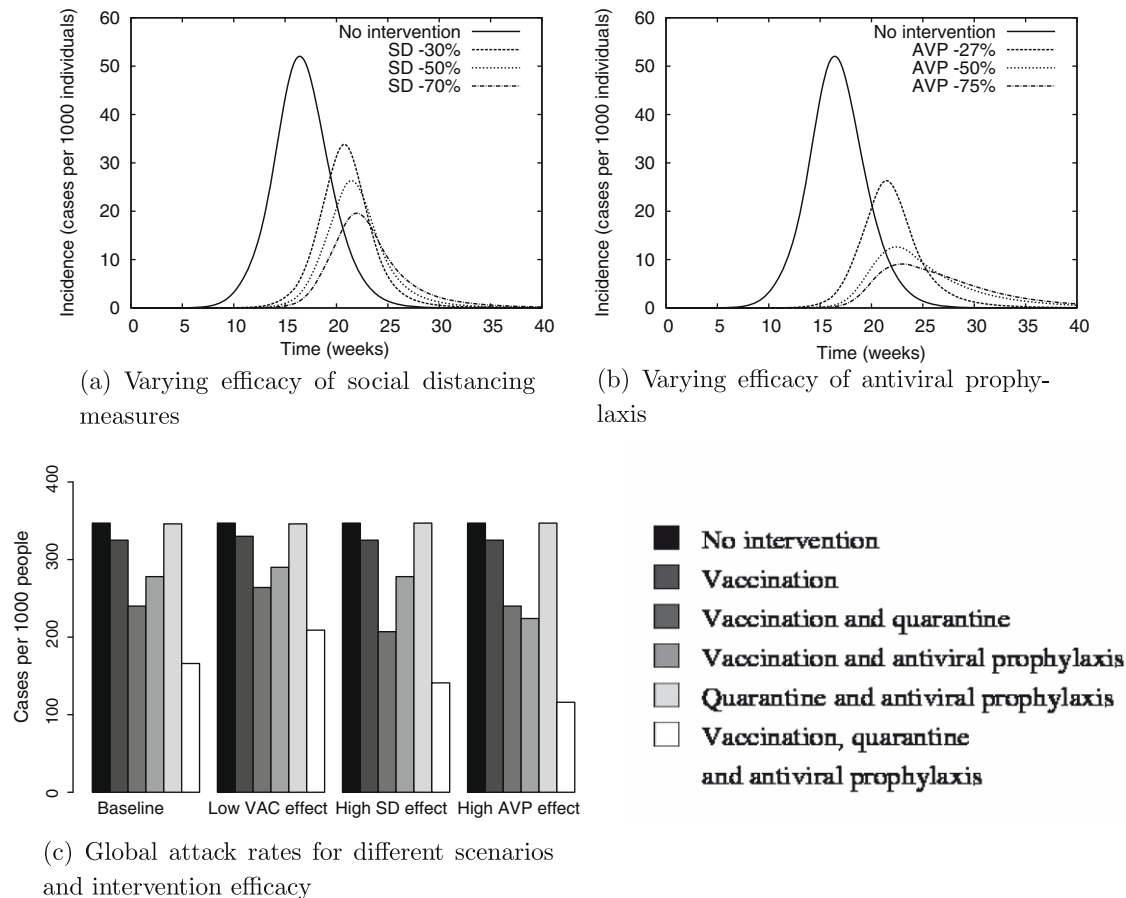 Incidence (cases per 1000 individuals)
60
50
40
30
20
10
0
No intervention
SD -30%
SD -50%
SD -70%
0 5 10 15 20 25 30 35 40
Time (weeks)
(a) Varying efficacy of social distancing
measures
Incidence (cases per 1000 individuals)
60
50
40
30
20
10
0
No intervention
AVP -27%
AVP -50%
AVP -75%
0 5 10 15 20 25 30 35 40
Time (weeks)
(b) Varying efficacy of antiviral prophy-
laxis
Cases per 1000 people
400
300
200
100
0
Baseline Low VAC effect High SD effect High AVP effect
(c) Global attack rates for different scenarios
and intervention efficacy
No intervention
Vaccination
Vaccination and quarantine
Vaccination and antiviral prophylaxis
Quarantine and antiviral prophylaxis
Vaccination, quarantine
and antiviral prophylaxis